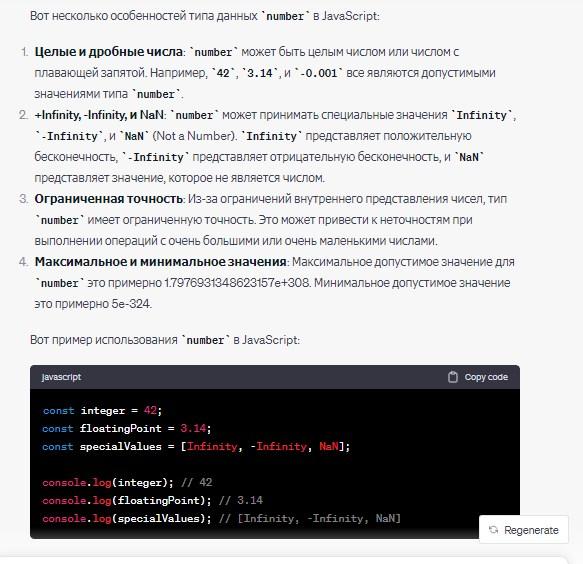 Вот несколько особенностей типа данных `number` в JavaScript:
1. Целые и дробные числа: `number` может быть целым числом или числом с
плавающей запятой. Например, `42`, `3.14`, и `-0.001` все являются допустимыми
значениями типа `number`.
2. +Infinity, -Infinity, и NaN: `number` может принимать специальные значения `Infinity`,
`-Infinity`, и `NaN` (Not a Number). `Infinity` представляет положительную
бесконечность, `-Infinity` представляет отрицательную бесконечность, и `NaN`
представляет значение, которое не является числом.
3. Ограниченная точность: Из-за ограничений внутреннего представления чисел, тип
`number` имеет ограниченную точность. Это может привести к неточностям при
выполнении операций с очень большими или очень маленькими числами.
4. Максимальное и минимальное значения: Максимальное допустимое значение для
`number` это примерно 1.7976931348623157e+308. Минимальное допустимое значение
это примерно 5e-324.
Вот пример использования `number` в JavaScript:
javascript Copy code
const integer = 42;
const floatingPoint = 3.14;
const specialValues = [Infinity, -Infinity, NaN];
console.log(integer); // 42
console.log(floatingPoint); // 3.14
console.log(specialValues); // [Infinity, -Infinity, NaN]
Regenerate